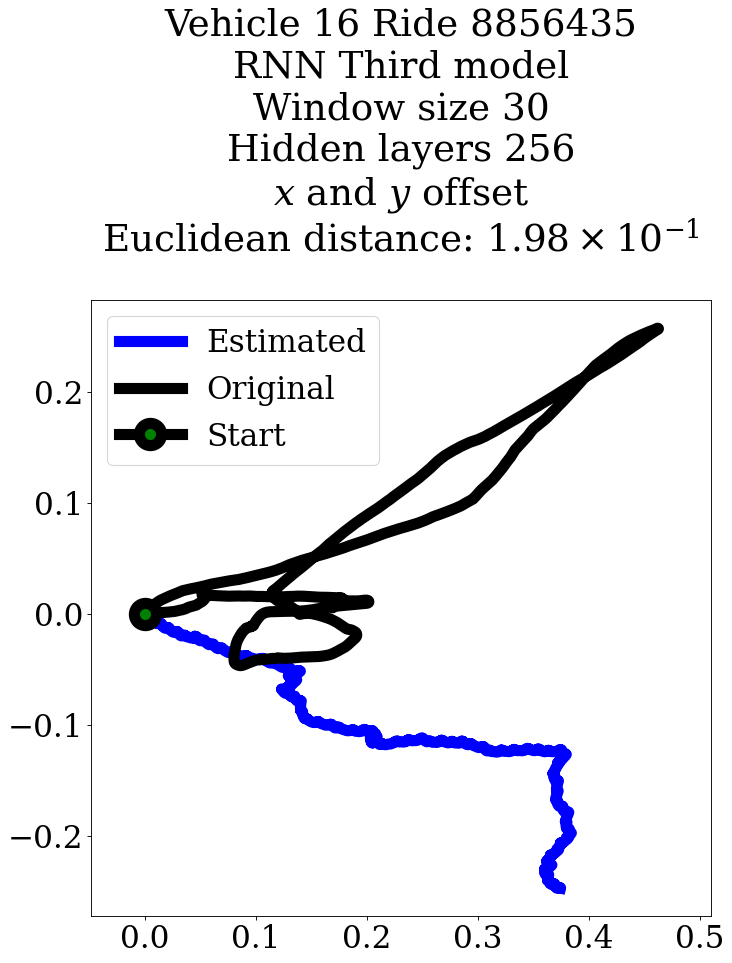 Vehicle 16 Ride 8856435
RNN Third model
Window size 30
Hidden layers 256
x and y offset
Euclidean distance: 1.98 × 10⁻¹
Estimated
Original
Start
0.2
0.1
0.0
−0.1
−0.2
0.0 0.1 0.2 0.3 0.4 0.5